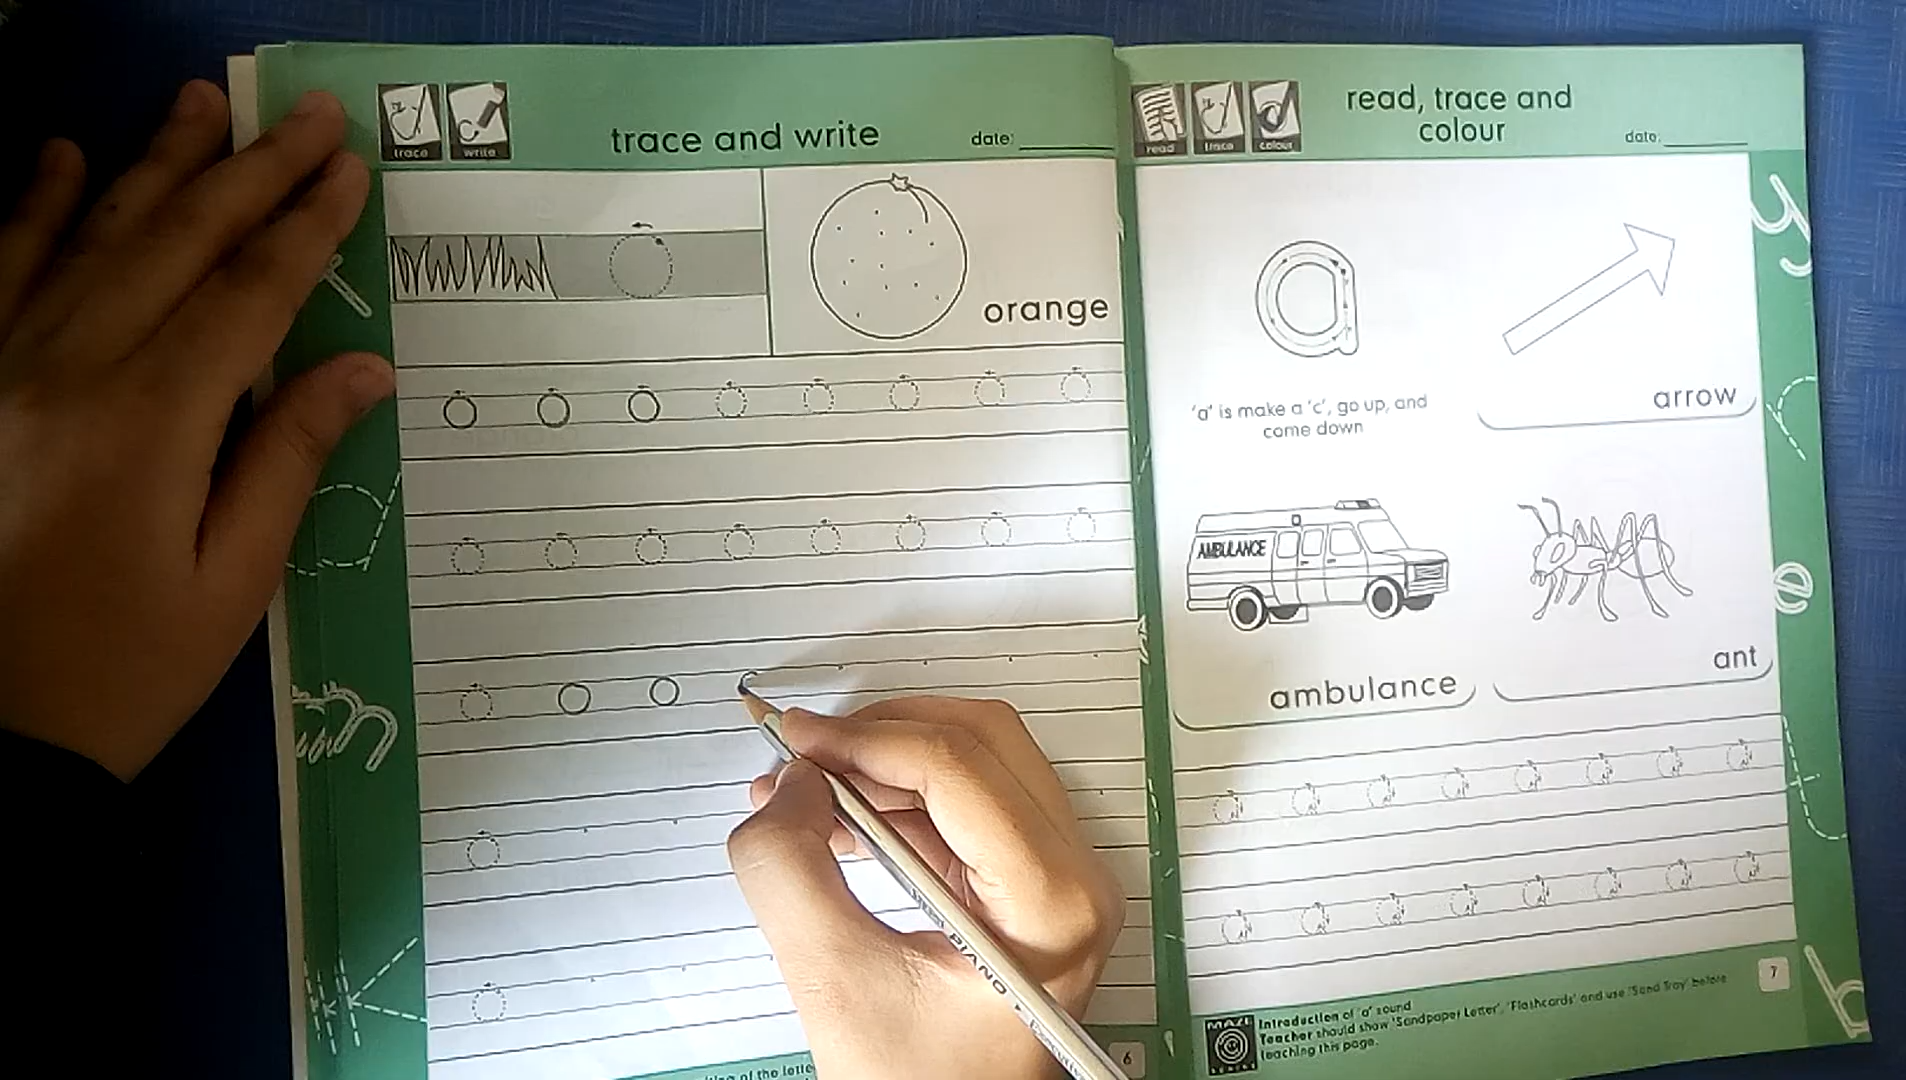 trace
write
trace and write
date:
orange
o o o o o o o o
o o o o o o o o
o o o
o
o
6
read
trace
colour
read, trace and
colour
date:
a
'a' is make a 'c', go up, and
come down
arrow
AMBULANCE
ambulance
ant
a a a a a a a a
a a a a a a a a
MAZE
Introduction of 'a' sound
Teacher should show 'Sandpaper Letter', 'Flashcards' and use 'Sand Tray' before
teaching this page.
7
PIANO